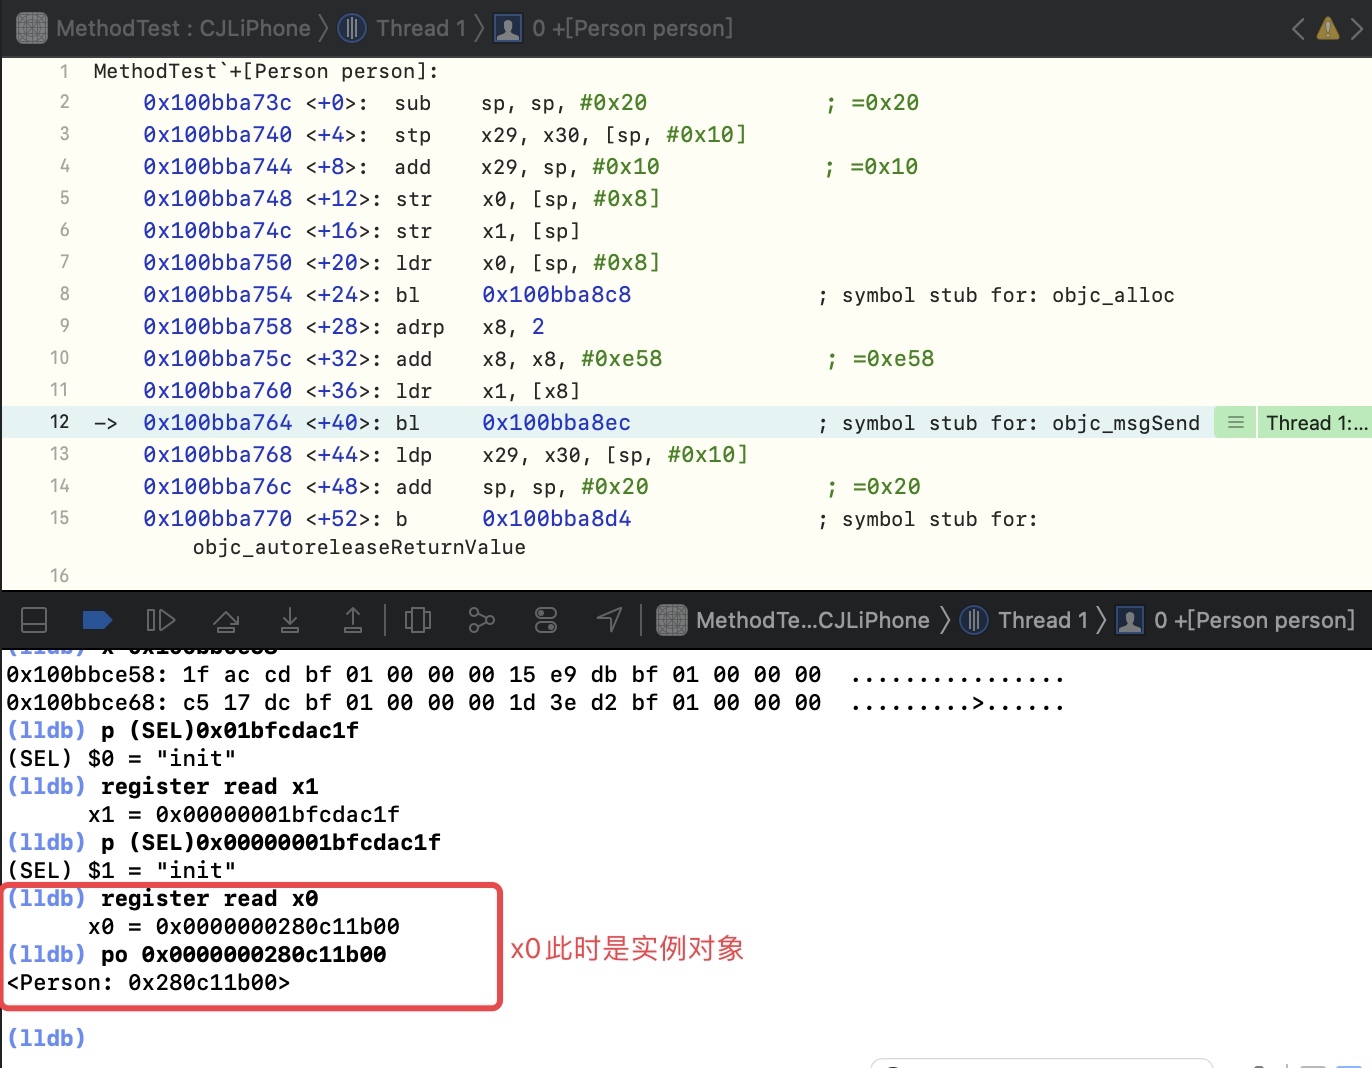 MethodTest : CJLiPhone 〉 Thread 1 〉 0 +[Person person]
1 MethodTest`+[Person person]:
2 0x100bba73c <+0>: sub sp, sp, #0x20 ; =0x20
3 0x100bba740 <+4>: stp x29, x30, [sp, #0x10]
4 0x100bba744 <+8>: add x29, sp, #0x10 ; =0x10
5 0x100bba748 <+12>: str x0, [sp, #0x8]
6 0x100bba74c <+16>: str x1, [sp]
7 0x100bba750 <+20>: ldr x0, [sp, #0x8]
8 0x100bba754 <+24>: bl 0x100bba8c8 ; symbol stub for: objc_alloc
9 0x100bba758 <+28>: adrp x8, 2
10 0x100bba75c <+32>: add x8, x8, #0xe58 ; =0xe58
11 0x100bba760 <+36>: ldr x1, [x8]
12 -> 0x100bba764 <+40>: bl 0x100bba8ec ; symbol stub for: objc_msgSend Thread 1:...
13 0x100bba768 <+44>: ldp x29, x30, [sp, #0x10]
14 0x100bba76c <+48>: add sp, sp, #0x20 ; =0x20
15 0x100bba770 <+52>: b 0x100bba8d4 ; symbol stub for:
objc_autoreleaseReturnValue
16
MethodTe...CJLiPhone 〉 Thread 1 〉 0 +[Person person]
0x100bbce58: 1f ac cd bf 01 00 00 00 15 e9 db bf 01 00 00 00 ................
0x100bbce68: c5 17 dc bf 01 00 00 00 1d 3e d2 bf 01 00 00 00 .........>......
(lldb) p (SEL)0x01bfcdac1f
(SEL) $0 = "init"
(lldb) register read x1
x1 = 0x00000001bfcdac1f
(lldb) p (SEL)0x00000001bfcdac1f
(SEL) $1 = "init"
(lldb) register read x0
x0 = 0x0000000280c11b00
(lldb) po 0x0000000280c11b00
<Person: 0x280c11b00>
x0此时是实例对象
(lldb)